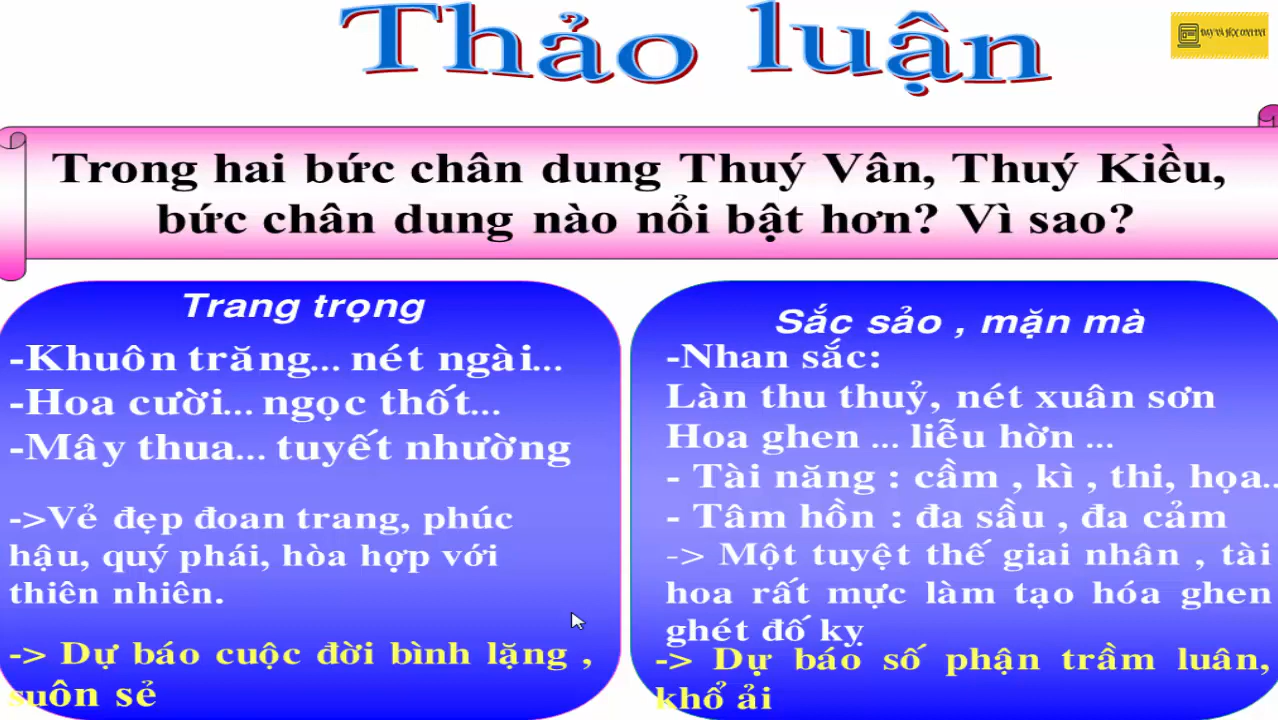 Thảo luận
DẠY VÀ HỌC ONLINE
Trong hai bức chân dung Thuý Vân, Thuý Kiều,
bức chân dung nào nổi bật hơn? Vì sao?
Trang trọng
-Khuôn trăng... nét ngài...
-Hoa cười... ngọc thốt...
-Mây thua... tuyết nhường
->Vẻ đẹp đoan trang, phúc
hậu, quý phái, hòa hợp với
thiên nhiên.
-> Dự báo cuộc đời bình lặng ,
suôn sẻ
Sắc sảo , mặn mà
-Nhan sắc:
Làn thu thuỷ, nét xuân sơn
Hoa ghen ... liễu hờn ...
- Tài năng : cầm , kì , thi, họa..
- Tâm hồn : đa sầu , đa cảm
-> Một tuyệt thế giai nhân , tài
hoa rất mực làm tạo hóa ghen
ghét đố kỵ
-> Dự báo số phận trầm luân,
khổ ải